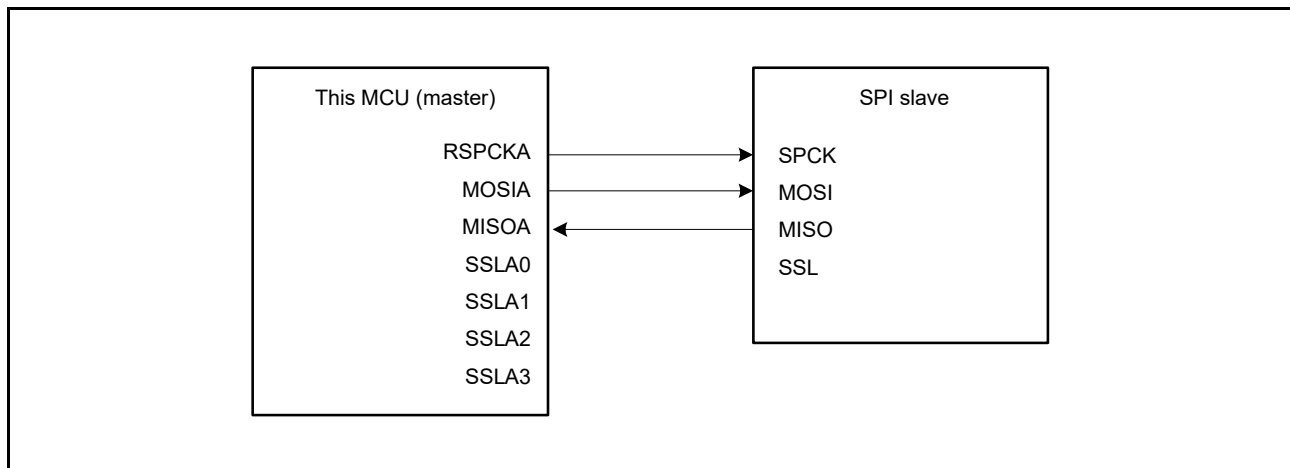 This MCU (master)
RSPCKA
MOSIA
MISOA
SSLA0
SSLA1
SSLA2
SSLA3
SPI slave
SPCK
MOSI
MISO
SSL